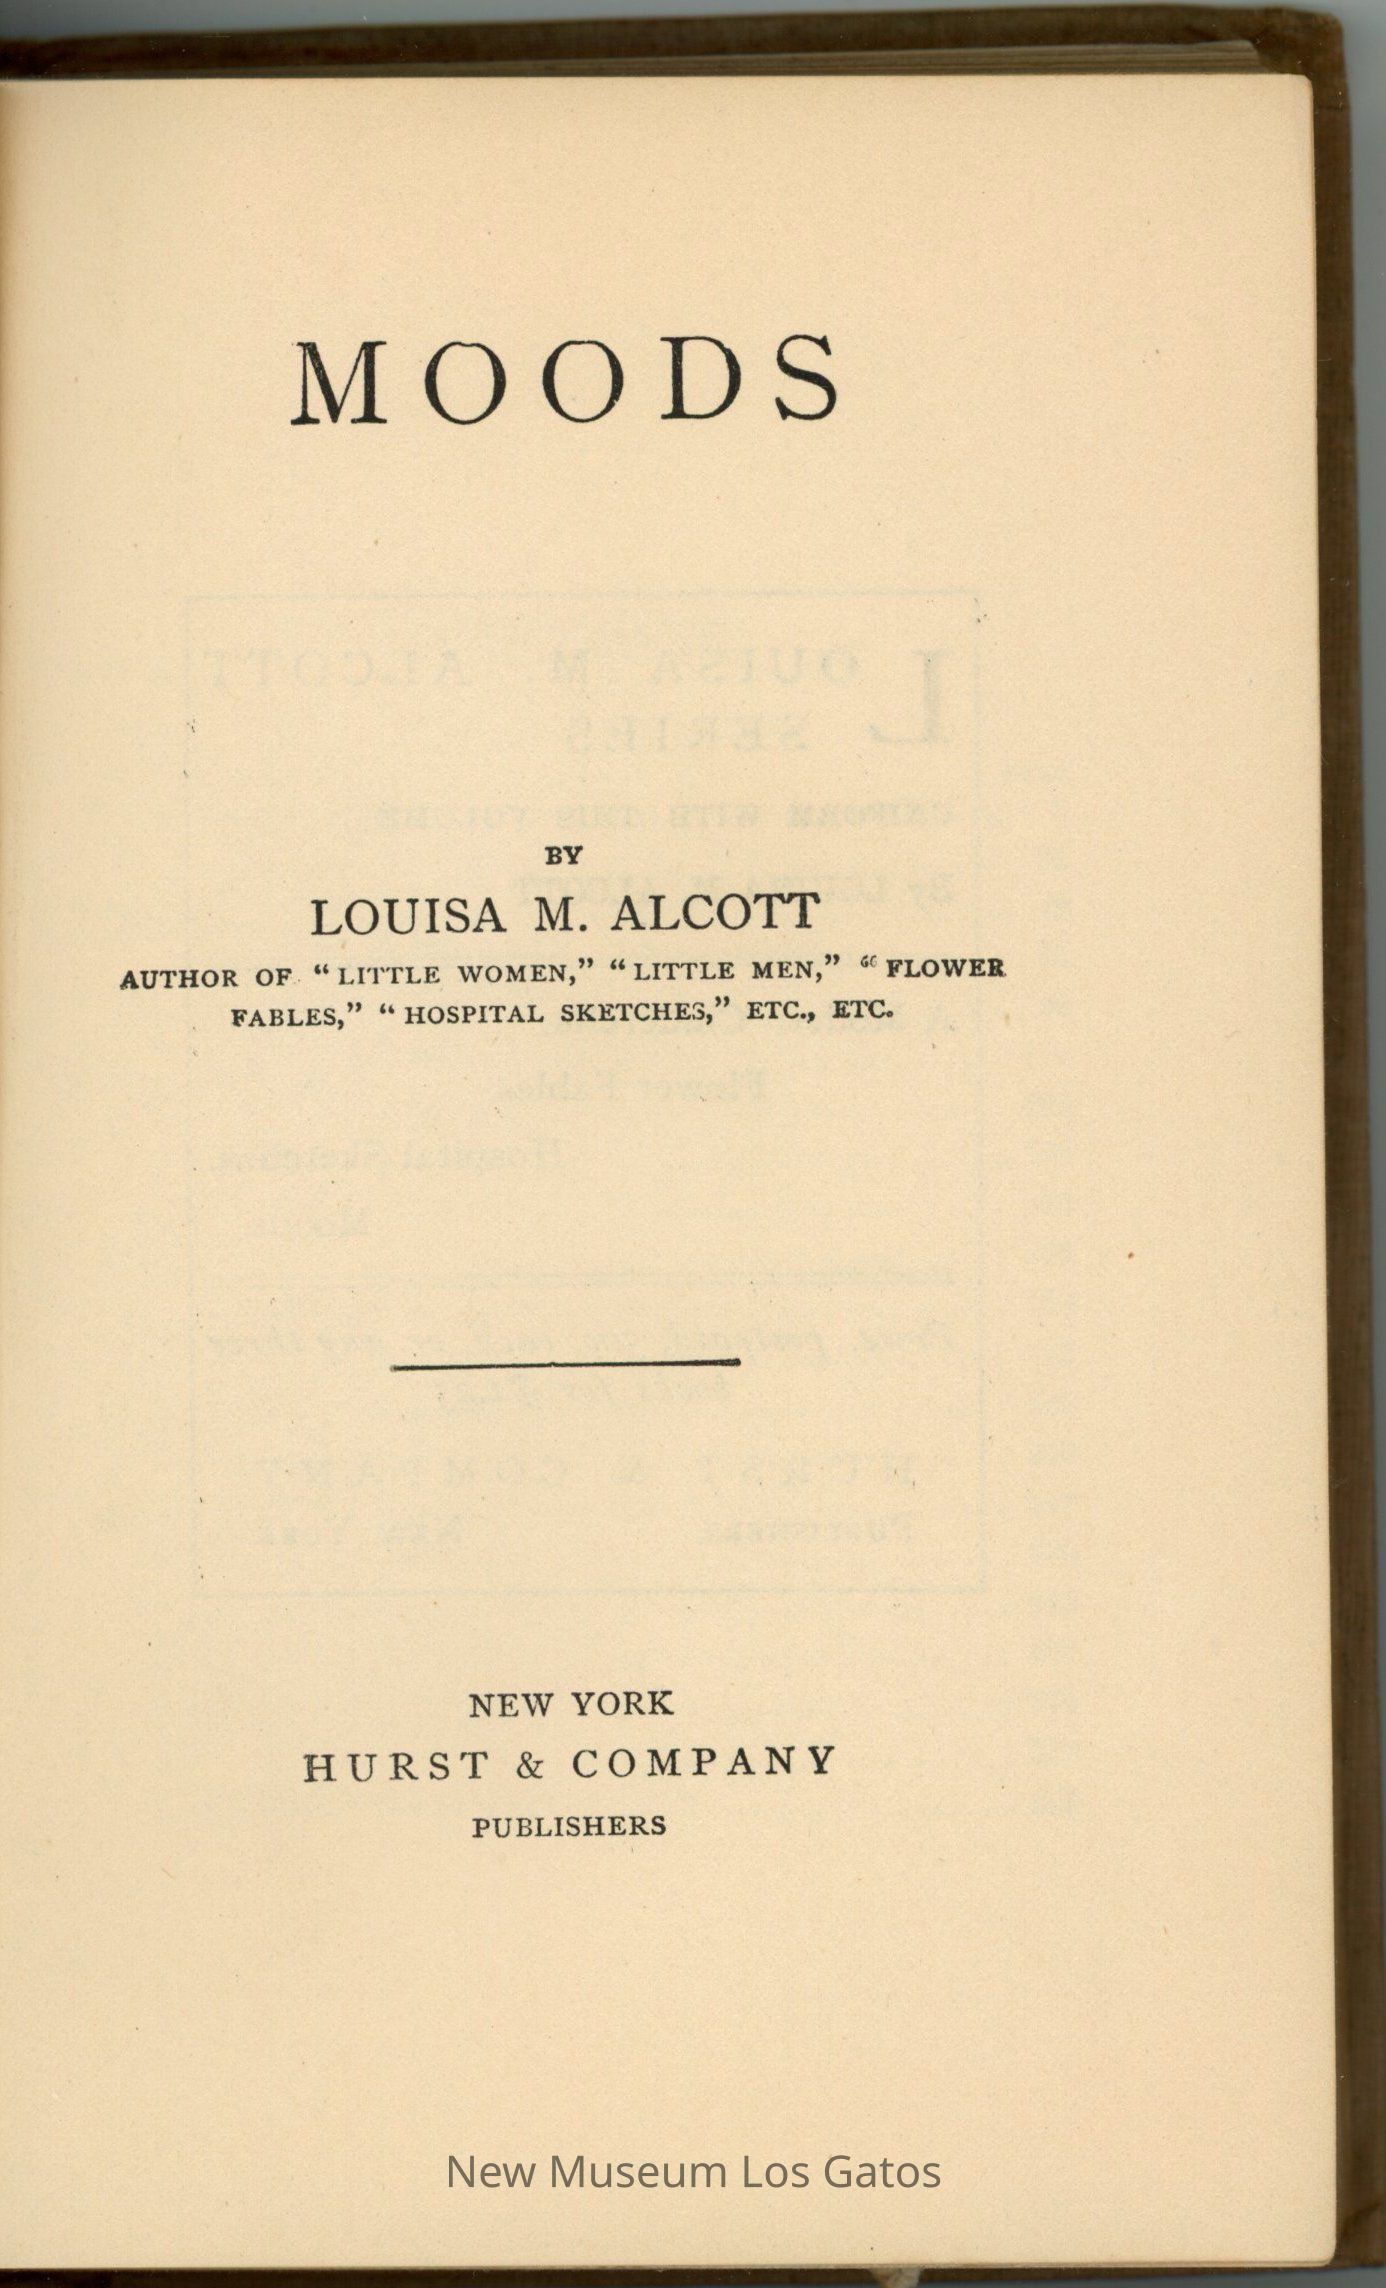 MOODS
BY
LOUISA M. ALCOTT
AUTHOR OF "LITTLE WOMEN," "LITTLE MEN," "FLOWER
FABLES," "HOSPITAL SKETCHES," ETC., ETC.
NEW YORK
HURST & COMPANY
PUBLISHERS
New Museum Los Gatos